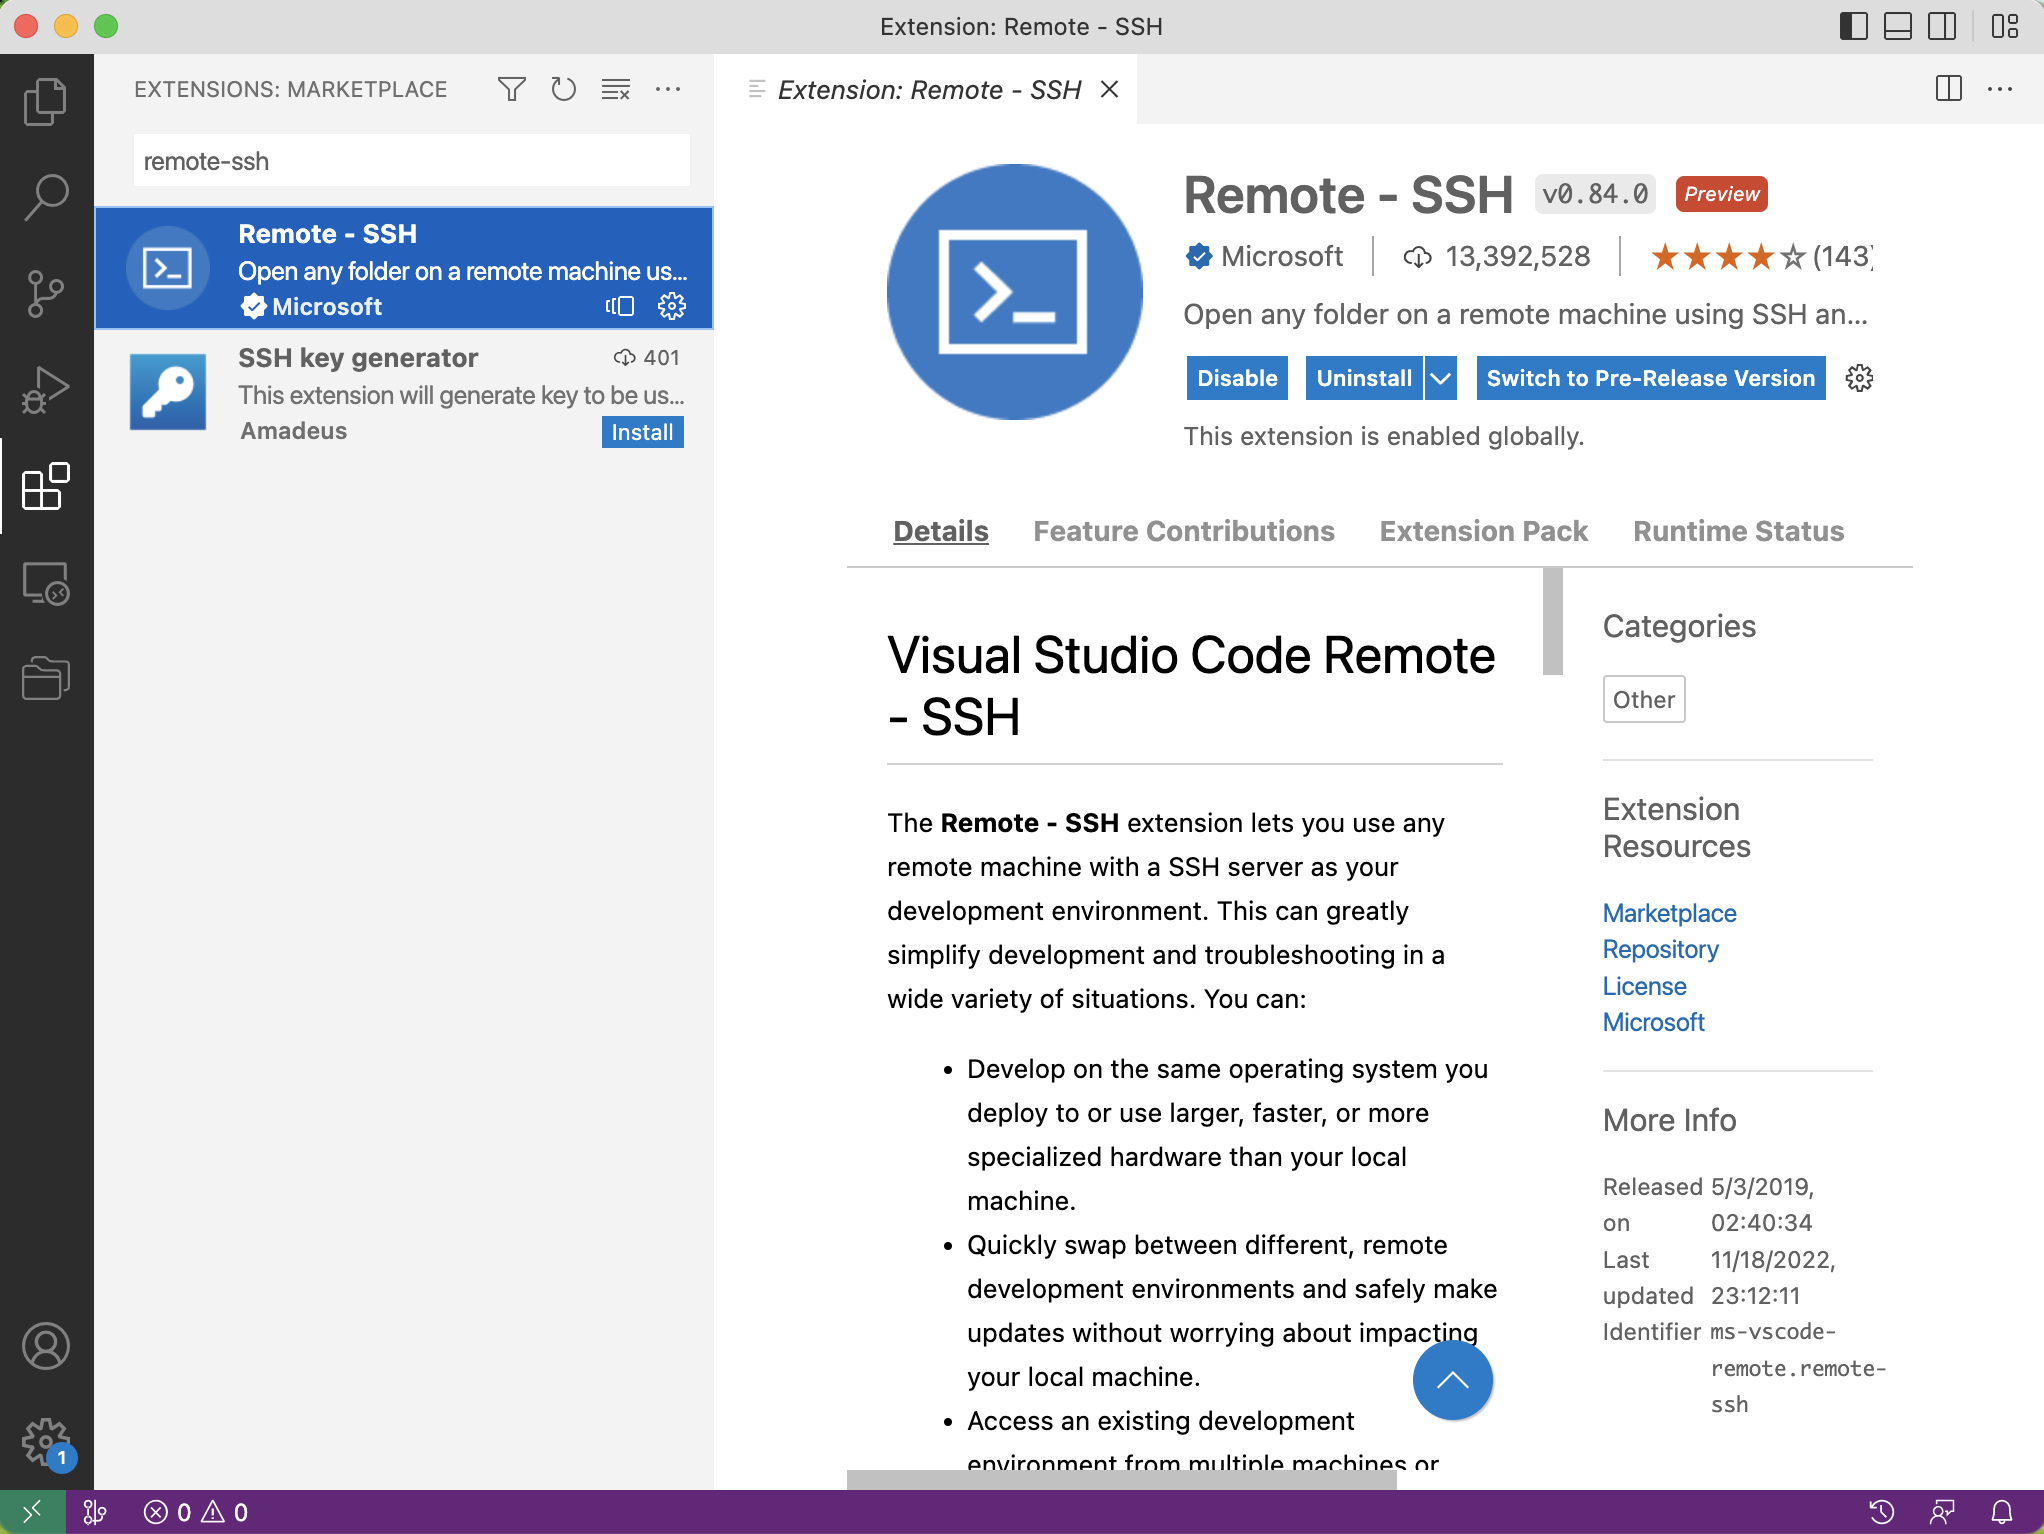 Extension: Remote - SSH
EXTENSIONS: MARKETPLACE
remote-ssh
Remote - SSH
Open any folder on a remote machine us...
Microsoft
SSH key generator
401
This extension will generate key to be us...
Amadeus
Install
1
Extension: Remote - SSH
Remote - SSH v0.84.0 Preview
Microsoft 13,392,528 (143)
Open any folder on a remote machine using SSH an...
Disable Uninstall Switch to Pre-Release Version
This extension is enabled globally.
Details Feature Contributions Extension Pack Runtime Status
Visual Studio Code Remote
- SSH
The Remote - SSH extension lets you use any
remote machine with a SSH server as your
development environment. This can greatly
simplify development and troubleshooting in a
wide variety of situations. You can:
• Develop on the same operating system you
deploy to or use larger, faster, or more
specialized hardware than your local
machine.
• Quickly swap between different, remote
development environments and safely make
updates without worrying about impacting
your local machine.
• Access an existing development
environment from multiple machines or
Categories
Other
Extension
Resources
Marketplace
Repository
License
Microsoft
More Info
Released 5/3/2019,
on 02:40:34
Last 11/18/2022,
updated 23:12:11
Identifier ms-vscode-
remote.remote-
ssh
0 0